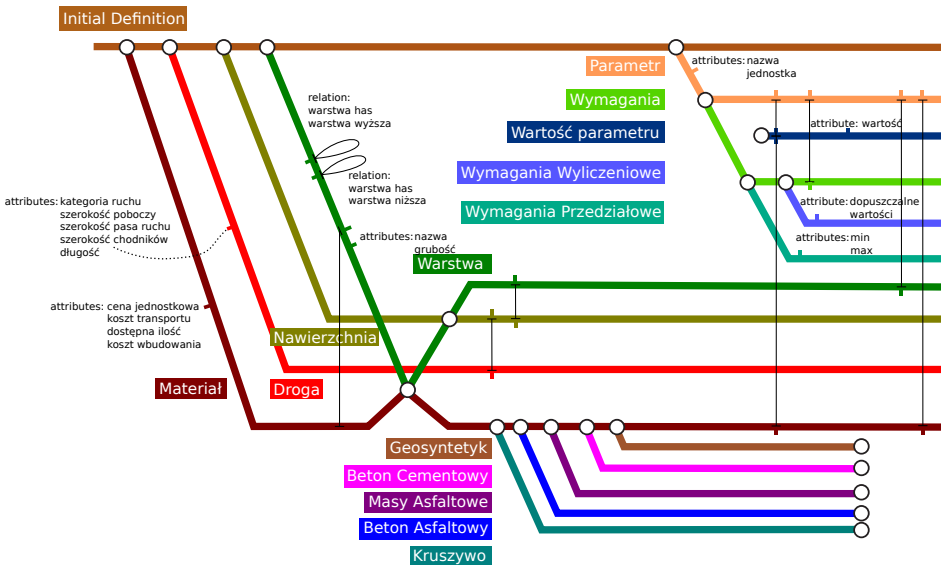 Initial Definition
Parametr
attributes: nazwa
jednostka
Wymagania
relation:
warstwa has
warstwa wyższa
Wartość parametru
attribute: wartość
Wymagania Wyliczeniowe
relation:
warstwa has
warstwa niższa
attributes: kategoria ruchu
szerokość poboczy
szerokość pasa ruchu
szerokość chodników
długość
Wymagania Przedziałowe
attribute: dopuszczalne
wartości
attributes: nazwa
grubość
attributes: min
max
Warstwa
attributes: cena jednostkowa
koszt transportu
dostępna ilość
koszt wbudowania
Nawierzchnia
Materiał
Droga
Geosyntetyk
Beton Cementowy
Masy Asfaltowe
Beton Asfaltowy
Kruszywo